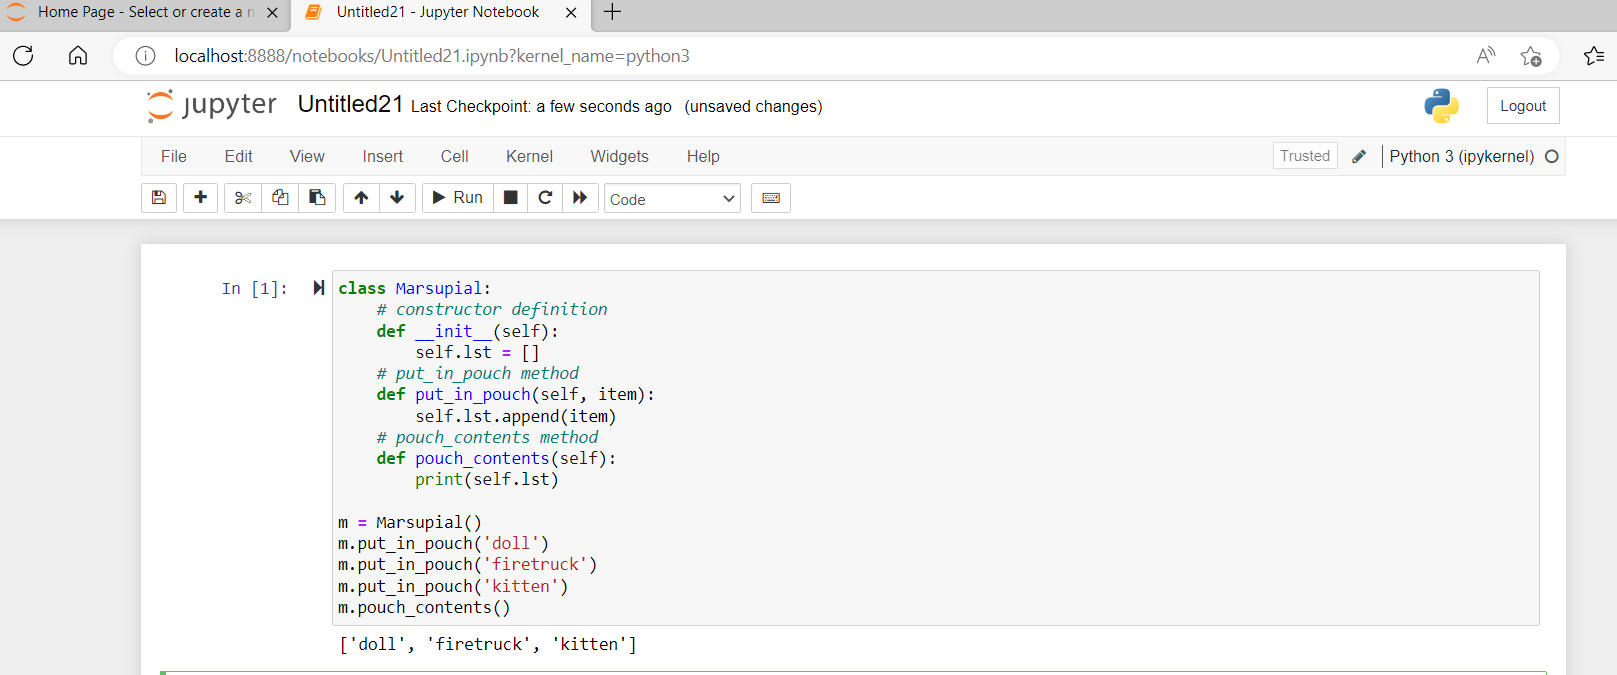 Home Page - Select or create a n
Untitled21 - Jupyter Notebook
localhost:8888/notebooks/Untitled21.ipynb?kernel_name=python3
jupyter Untitled21 Last Checkpoint: a few seconds ago (unsaved changes)
Logout
File Edit View Insert Cell Kernel Widgets Help
Trusted
Python 3 (ipykernel)
Run
Code
In [1]:
class Marsupial:
    # constructor definition
    def __init__(self):
        self.lst = []
    # put_in_pouch method
    def put_in_pouch(self, item):
        self.lst.append(item)
    # pouch_contents method
    def pouch_contents(self):
        print(self.lst)

m = Marsupial()
m.put_in_pouch('doll')
m.put_in_pouch('firetruck')
m.put_in_pouch('kitten')
m.pouch_contents()
['doll', 'firetruck', 'kitten']